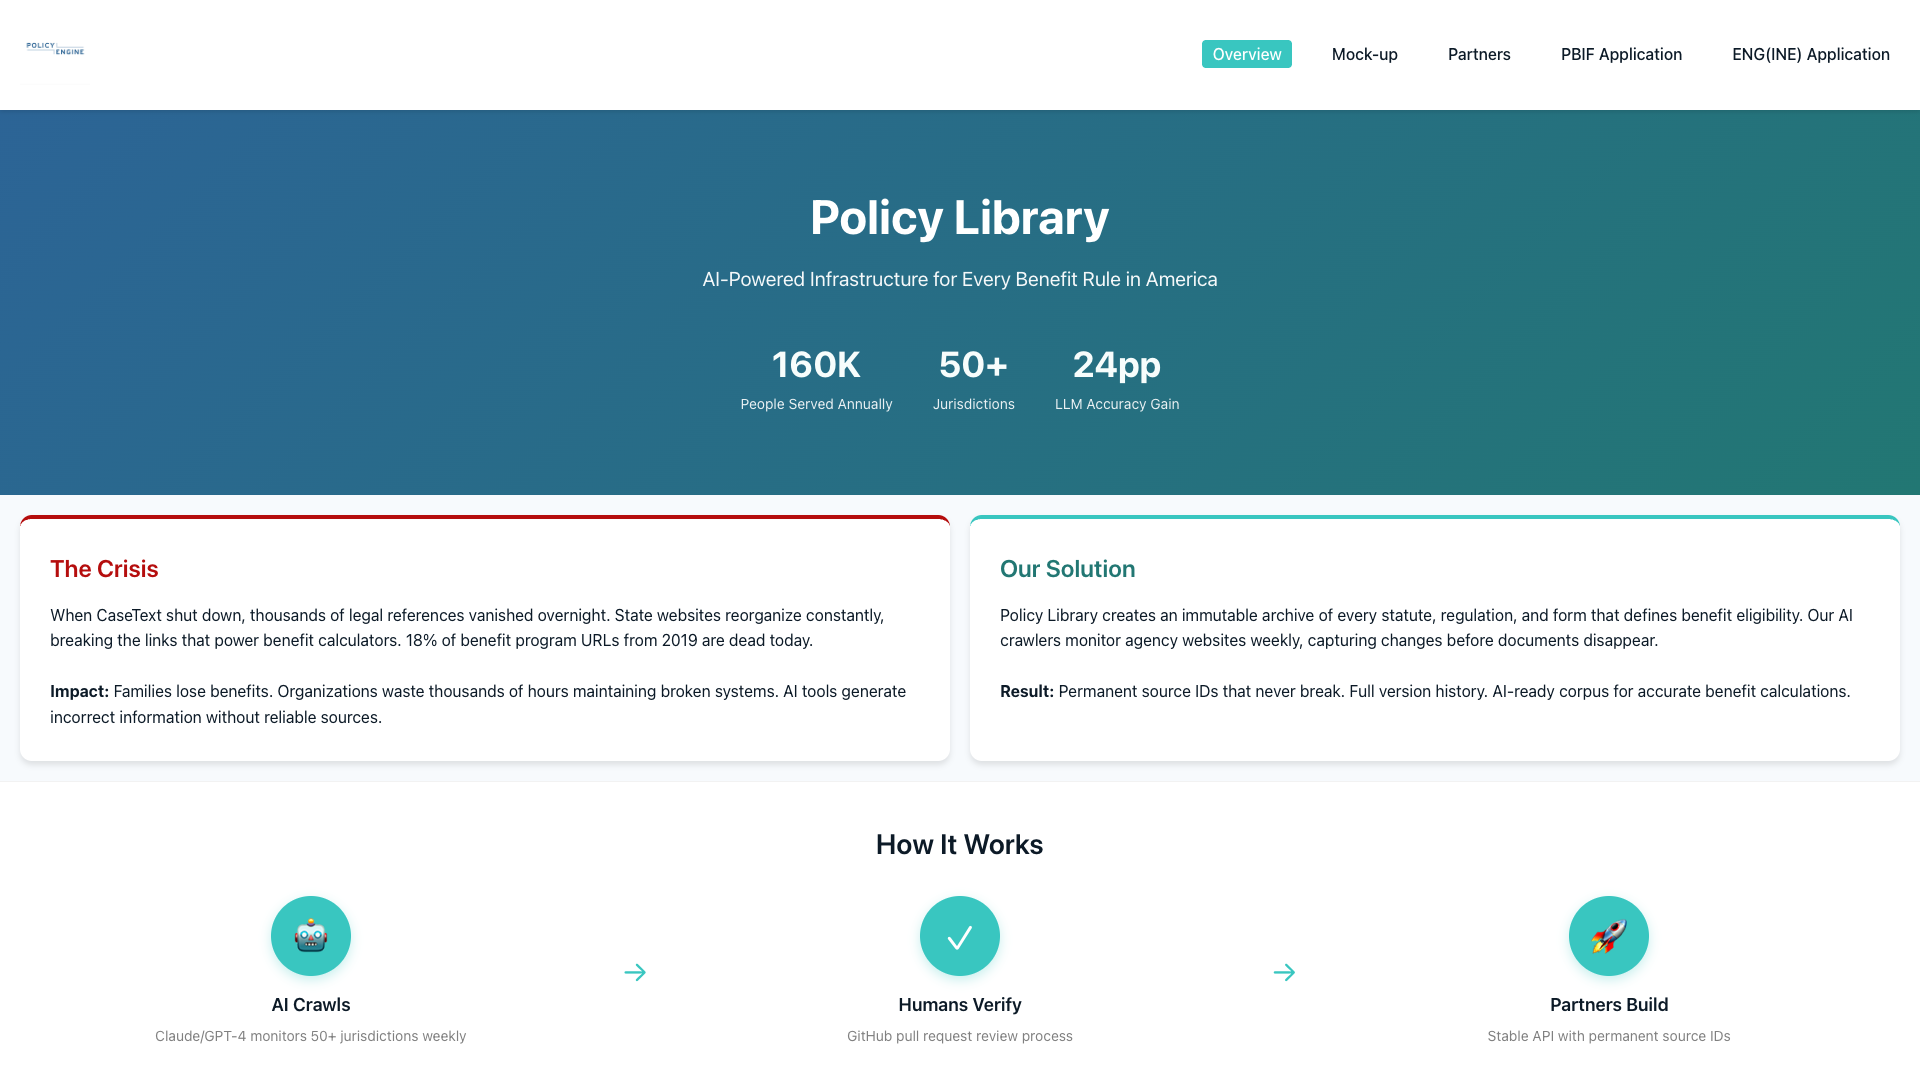 POLICY
ENGINE
Overview
Mock-up
Partners
PBIF Application
ENG(INE) Application
Policy Library
AI-Powered Infrastructure for Every Benefit Rule in America
160K
People Served Annually
50+
Jurisdictions
24pp
LLM Accuracy Gain
The Crisis
When CaseText shut down, thousands of legal references vanished overnight. State websites reorganize constantly,
breaking the links that power benefit calculators. 18% of benefit program URLs from 2019 are dead today.
Impact: Families lose benefits. Organizations waste thousands of hours maintaining broken systems. AI tools generate
incorrect information without reliable sources.
Our Solution
Policy Library creates an immutable archive of every statute, regulation, and form that defines benefit eligibility. Our AI
crawlers monitor agency websites weekly, capturing changes before documents disappear.
Result: Permanent source IDs that never break. Full version history. AI-ready corpus for accurate benefit calculations.
How It Works
AI Crawls
Claude/GPT-4 monitors 50+ jurisdictions weekly
→
Humans Verify
GitHub pull request review process
→
Partners Build
Stable API with permanent source IDs